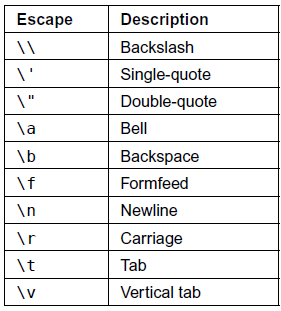 Escape Description
\\ Backslash
\' Single-quote
\" Double-quote
\a Bell
\b Backspace
\f Formfeed
\n Newline
\r Carriage
\t Tab
\v Vertical tab